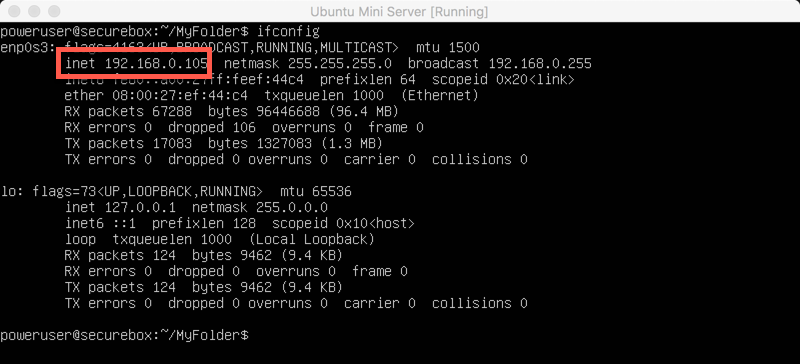 Ubuntu Mini Server [Running]
poweruser@securebox:~/MyFolder$ ifconfig
enp0s3: flags=4163<UP,BROADCAST,RUNNING,MULTICAST>  mtu 1500
inet 192.168.0.105  netmask 255.255.255.0  broadcast 192.168.0.255
inet6 fe80::a00:27ff:feef:44c4  prefixlen 64  scopeid 0x20<link>
ether 08:00:27:ef:44:c4  txqueuelen 1000  (Ethernet)
RX packets 67288  bytes 96446688 (96.4 MB)
RX errors 0  dropped 106  overruns 0  frame 0
TX packets 17083  bytes 1327083 (1.3 MB)
TX errors 0  dropped 0 overruns 0  carrier 0  collisions 0
lo: flags=73<UP,LOOPBACK,RUNNING>  mtu 65536
inet 127.0.0.1  netmask 255.0.0.0
inet6 ::1  prefixlen 128  scopeid 0x10<host>
loop  txqueuelen 1000  (Local Loopback)
RX packets 124  bytes 9462 (9.4 KB)
RX errors 0  dropped 0  overruns 0  frame 0
TX packets 124  bytes 9462 (9.4 KB)
TX errors 0  dropped 0 overruns 0  carrier 0  collisions 0
poweruser@securebox:~/MyFolder$